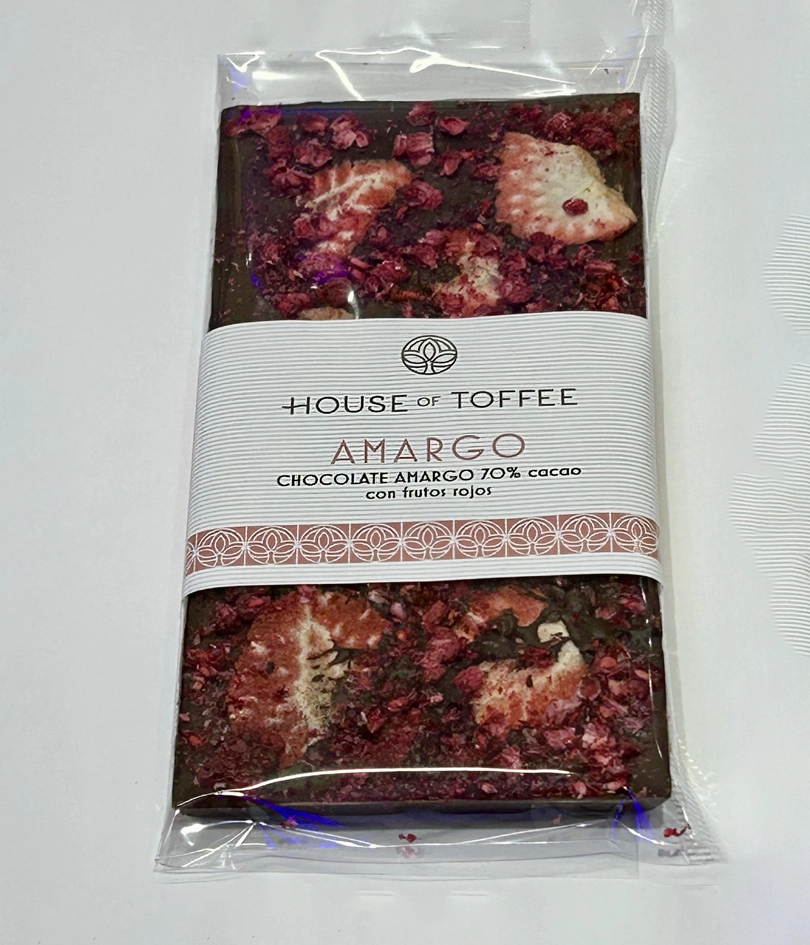 HOUSE OF TOFFEE
AMARGO
CHOCOLATE AMARGO 70% cacao
con frutos rojos